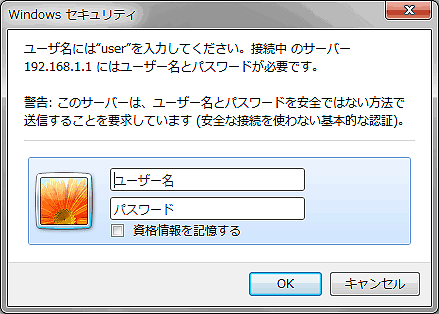 Windows セキュリティ
ユーザ名には“user”を入力してください。接続中 のサーバー
192.168.1.1 にはユーザー名とパスワードが必要です。
警告: このサーバーは、ユーザー名とパスワードを安全ではない方法で
送信することを要求しています (安全な接続を使わない基本的な認証)。
ユーザー名
パスワード
資格情報を記憶する
OK
キャンセル